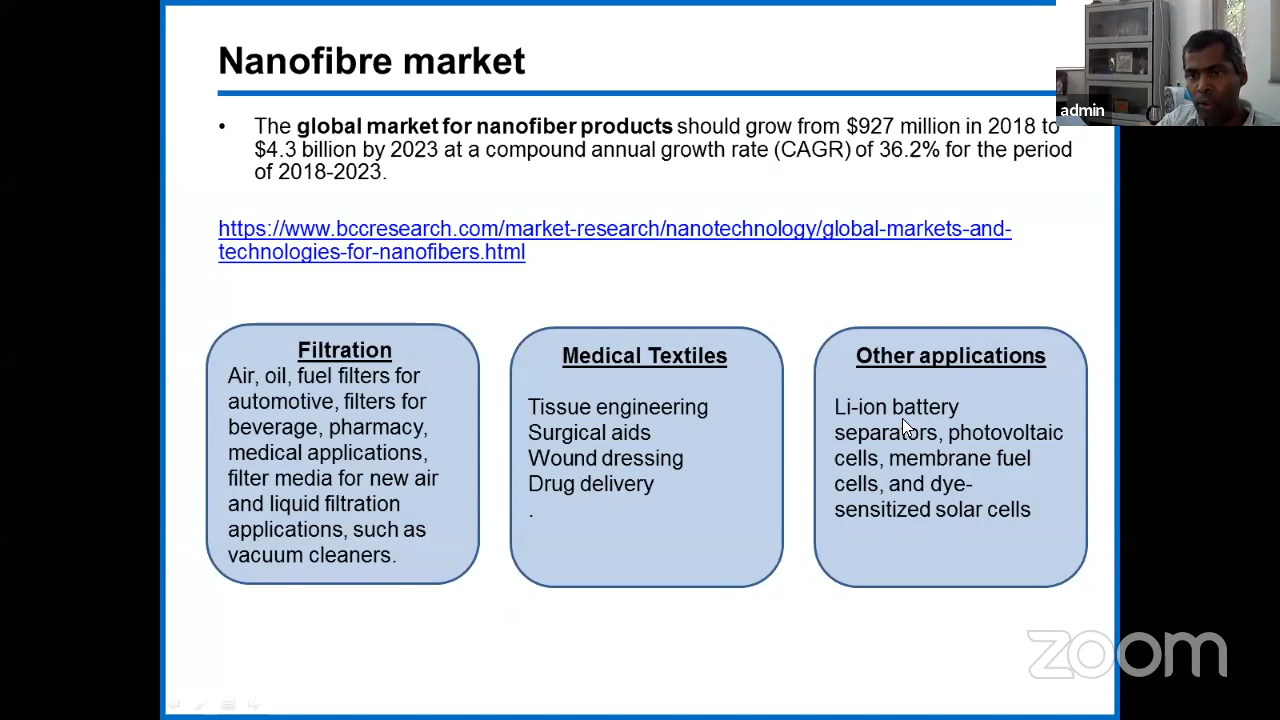 Nanofibre market
admin
• The global market for nanofiber products should grow from $927 million in 2018 to
$4.3 billion by 2023 at a compound annual growth rate (CAGR) of 36.2% for the period
of 2018-2023.
https://www.bccresearch.com/market-research/nanotechnology/global-markets-and-
technologies-for-nanofibers.html
Filtration
Air, oil, fuel filters for
automotive, filters for
beverage, pharmacy,
medical applications,
filter media for new air
and liquid filtration
applications, such as
vacuum cleaners.
Medical Textiles
Tissue engineering
Surgical aids
Wound dressing
Drug delivery
.
Other applications
Li-ion battery
separators, photovoltaic
cells, membrane fuel
cells, and dye-
sensitized solar cells
zoom